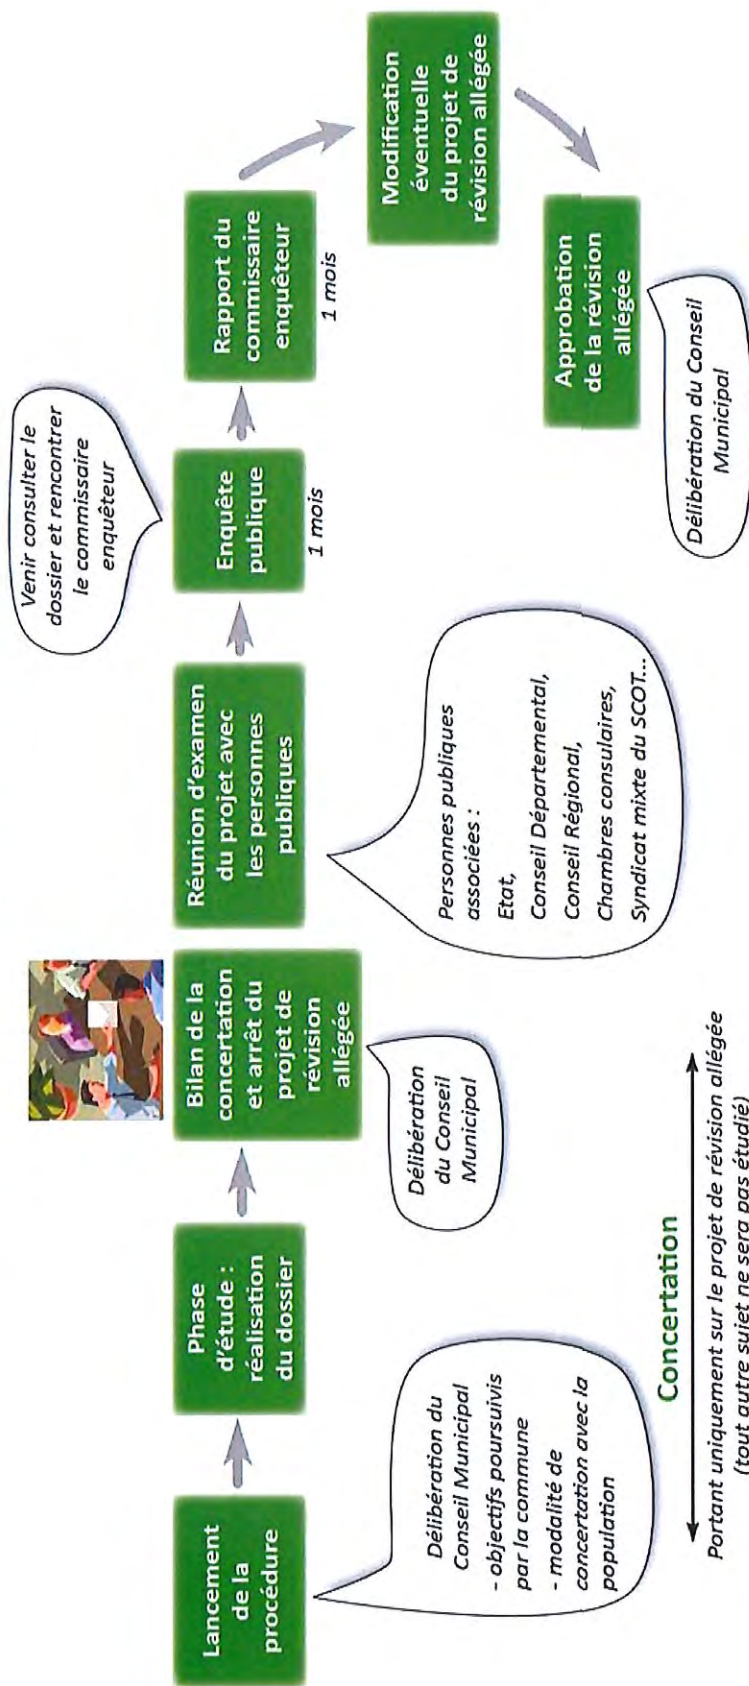 Lancement
de la
procédure
Délibération du
Conseil Municipal
- objectifs poursuivis
par la commune
- modalité de
concertation avec la
population
Phase
d'étude :
réalisation
du dossier
Bilan de la
concertation
et arrêt du
projet de
révision
allégée
Délibération
du Conseil
Municipal
Concertation
Portant uniquement sur le projet de révision allégée
(tout autre sujet ne sera pas étudié)
Réunion d'examen
du projet avec
les personnes
publiques
Personnes publiques
associées :
Etat,
Conseil Départemental,
Conseil Régional,
Chambres consulaires,
Syndicat mixte du SCOT...
Enquête
publique
1 mois
Venir consulter le
dossier et rencontrer
le commissaire
enquêteur
Rapport du
commissaire
enquêteur
1 mois
Modification
éventuelle
du projet de
révision allégée
Approbation
de la révision
allégée
Délibération du Conseil
Municipal